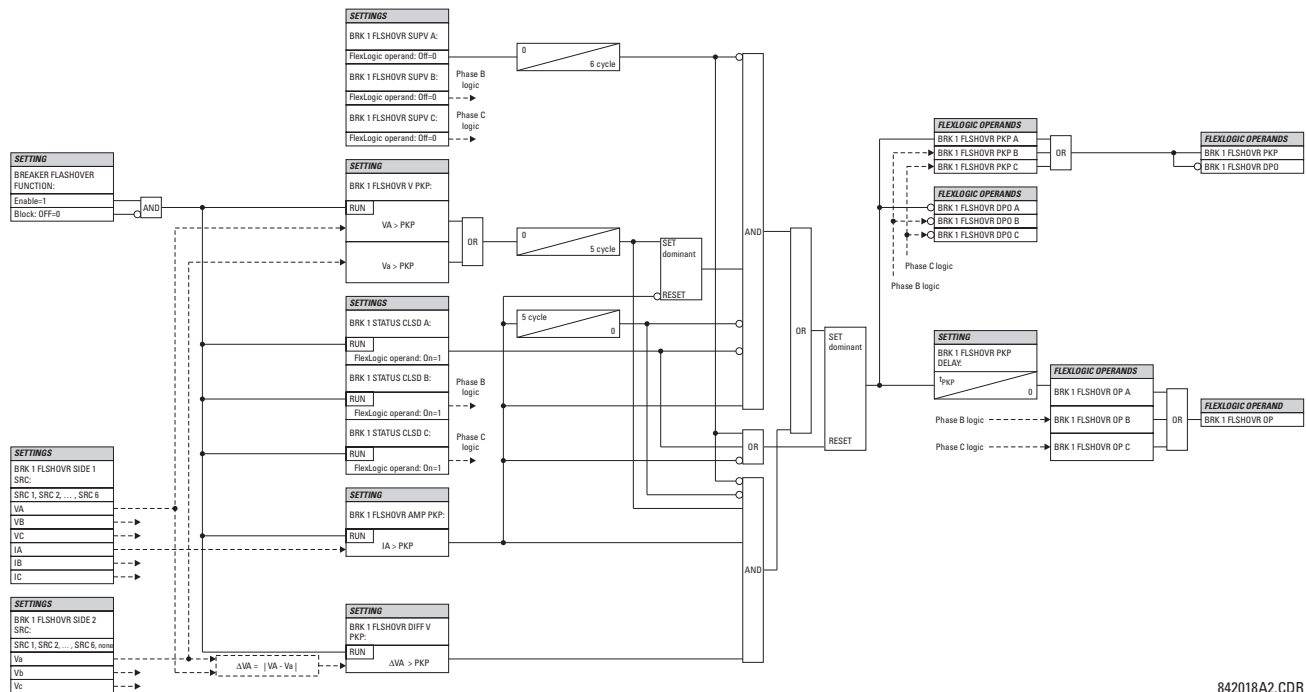 SETTINGS
BRK 1 FLSHOVR SUPV A:
FlexLogic operand: Off=0
BRK 1 FLSHOVR SUPV B:
FlexLogic operand: Off=0
BRK 1 FLSHOVR SUPV C:
FlexLogic operand: Off=0
Phase B
logic
Phase C
logic
0
6 cycle
SETTING
BREAKER FLASHOVER
FUNCTION:
Enable=1
Block: OFF=0
AND
SETTING
BRK 1 FLSHOVR V PKP:
RUN
VA > PKP
Va > PKP
OR
0
5 cycle
SET
dominant
RESET
5 cycle
0
SETTINGS
BRK 1 STATUS CLSD A:
RUN
FlexLogic operand: On=1
BRK 1 STATUS CLSD B:
RUN
FlexLogic operand: On=1
BRK 1 STATUS CLSD C:
RUN
FlexLogic operand: On=1
Phase B
logic
Phase C
logic
SETTINGS
BRK 1 FLSHOVR SIDE 1
SRC:
SRC 1, SRC 2, ... , SRC 6
VA
VB
VC
IA
IB
IC
SETTING
BRK 1 FLSHOVR AMP PKP:
RUN
IA > PKP
SETTINGS
BRK 1 FLSHOVR SIDE 2
SRC:
SRC 1, SRC 2, ... , SRC 6, none
Va
Vb
Vc
ΔVA = | VA - Va |
SETTING
BRK 1 FLSHOVR DIFF V
PKP:
RUN
ΔVA > PKP
AND
OR
AND
OR
SET
dominant
RESET
FLEXLOGIC OPERANDS
BRK 1 FLSHOVR PKP A
BRK 1 FLSHOVR PKP B
BRK 1 FLSHOVR PKP C
OR
FLEXLOGIC OPERANDS
BRK 1 FLSHOVR PKP
BRK 1 FLSHOVR DPO
FLEXLOGIC OPERANDS
BRK 1 FLSHOVR DPO A
BRK 1 FLSHOVR DPO B
BRK 1 FLSHOVR DPO C
Phase C logic
Phase B logic
SETTING
BRK 1 FLSHOVR PKP
DELAY:
tPKP
0
FLEXLOGIC OPERANDS
BRK 1 FLSHOVR OP A
BRK 1 FLSHOVR OP B
BRK 1 FLSHOVR OP C
Phase B logic
Phase C logic
OR
FLEXLOGIC OPERAND
BRK 1 FLSHOVR OP
842018A2.CDR